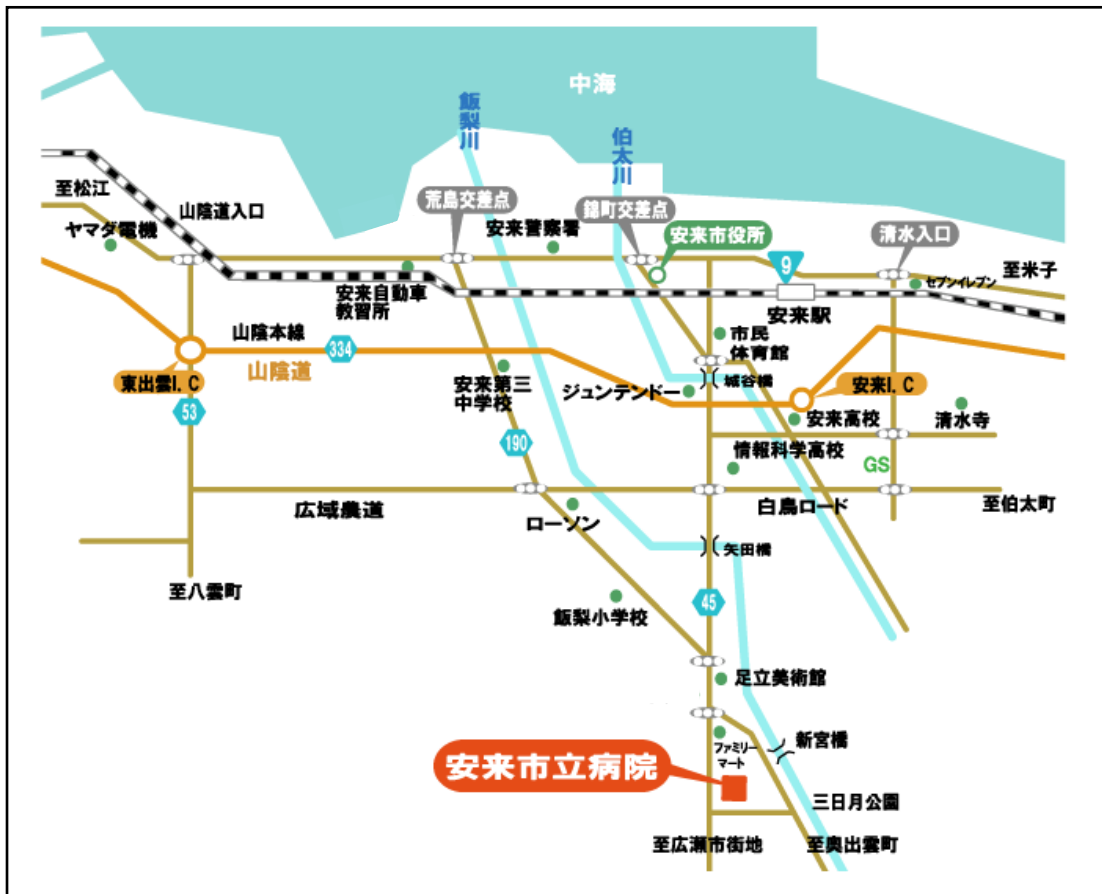 中海
飯梨川
伯太川
至松江
山陰道入口
荒島交差点
錦町交差点
ヤマダ電機
安来警察署
安来市役所
清水入口
9
至米子
セブンイレブン
安来自動車
教習所
安来駅
山陰本線
334
山陰道
市民
体育館
東出雲I.C
安来第三
中学校
ジュンテンドー
城谷橋
安来I.C
53
安来高校
清水寺
190
情報科学高校
GS
広域農道
ローソン
白鳥ロード
至伯太町
矢田橋
至八雲町
飯梨小学校
45
足立美術館
ファミリー
マート
新宮橋
安来市立病院
三日月公園
至広瀬市街地
至奥出雲町